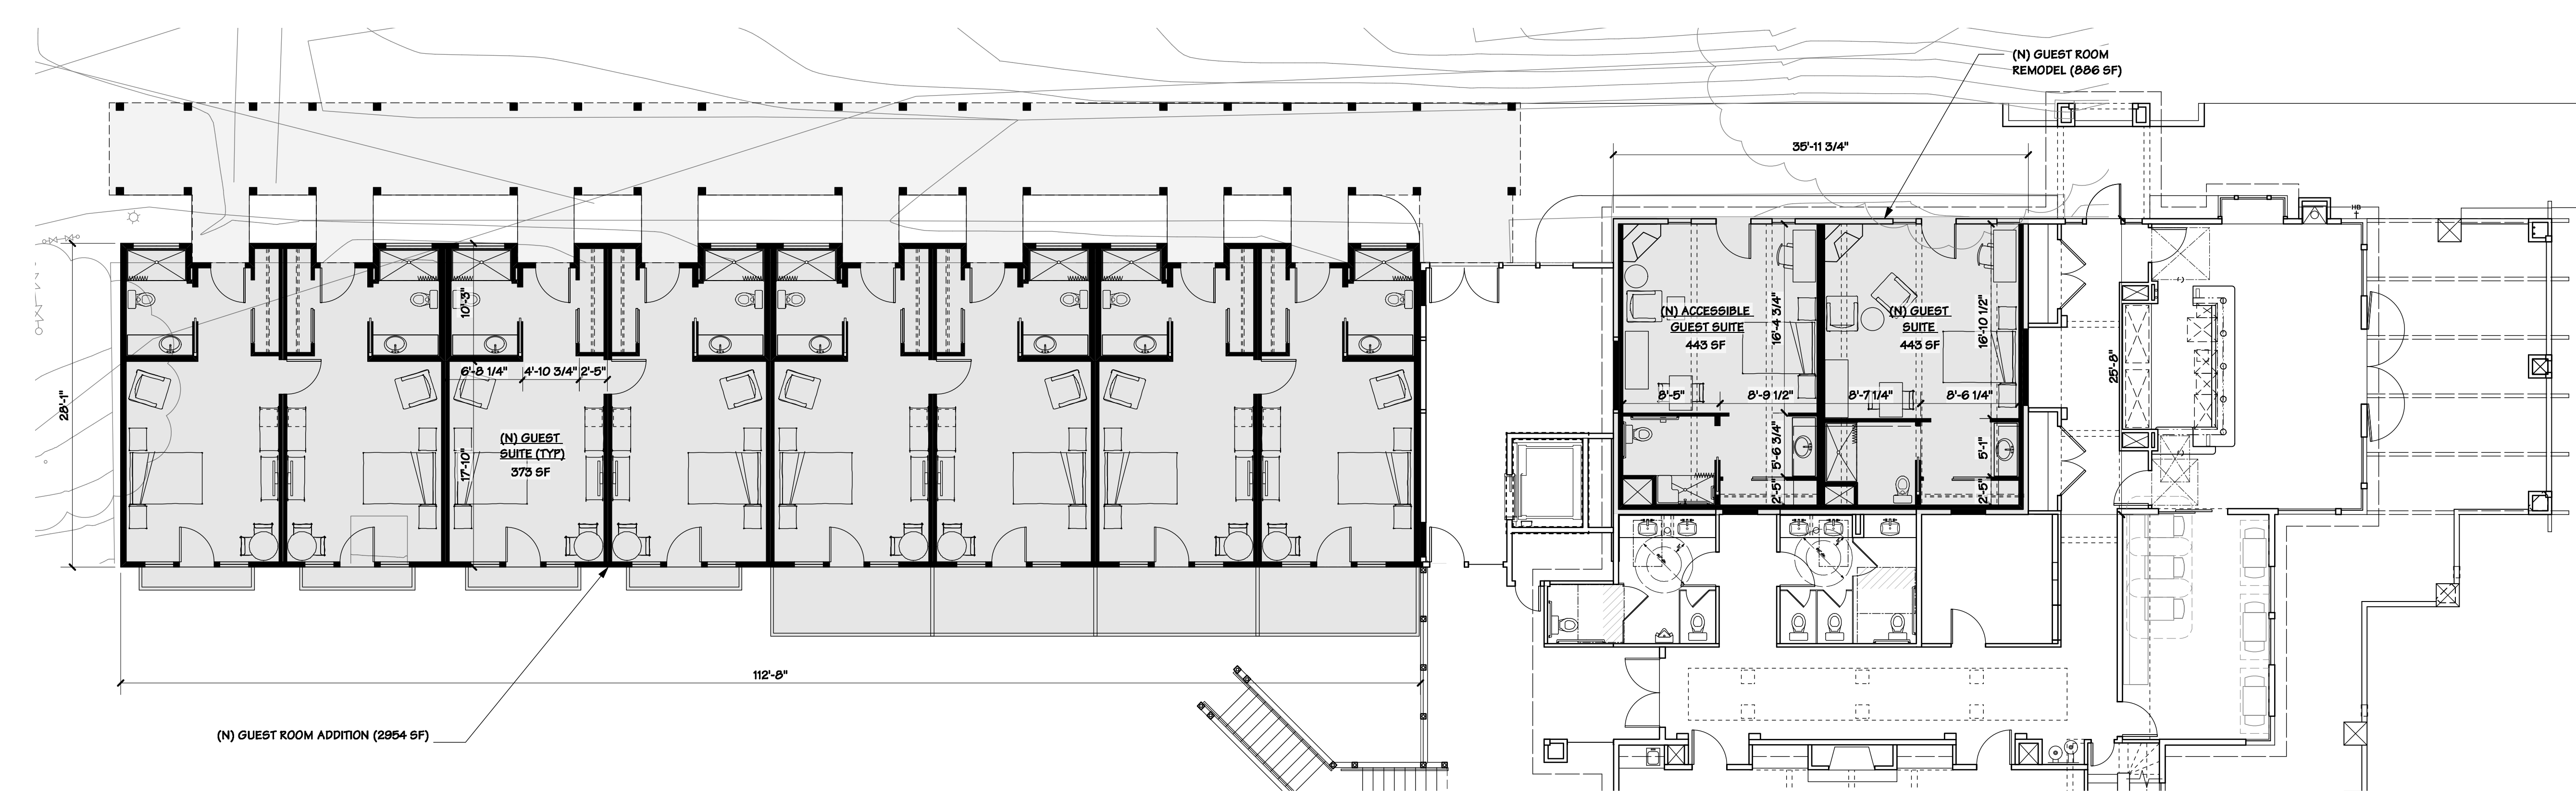 (N) GUEST ROOM
REMODEL (886 SF)
35'-11 3/4"
28'-1"
10'-3"
6'-8 1/4"
4'-10 3/4"
2'-5"
17'-10"
(N) GUEST
SUITE (TYP)
373 SF
(N) ACCESSIBLE
GUEST SUITE
443 SF
16'-4 3/4"
(N) GUEST
SUITE
443 SF
16'-10 1/2"
8'-5"
8'-9 1/2"
8'-7 1/4"
8'-6 1/4"
5'-6 3/4"
2'-5"
5'-1"
2'-5"
25'-8"
HB
112'-8"
(N) GUEST ROOM ADDITION (2954 SF)